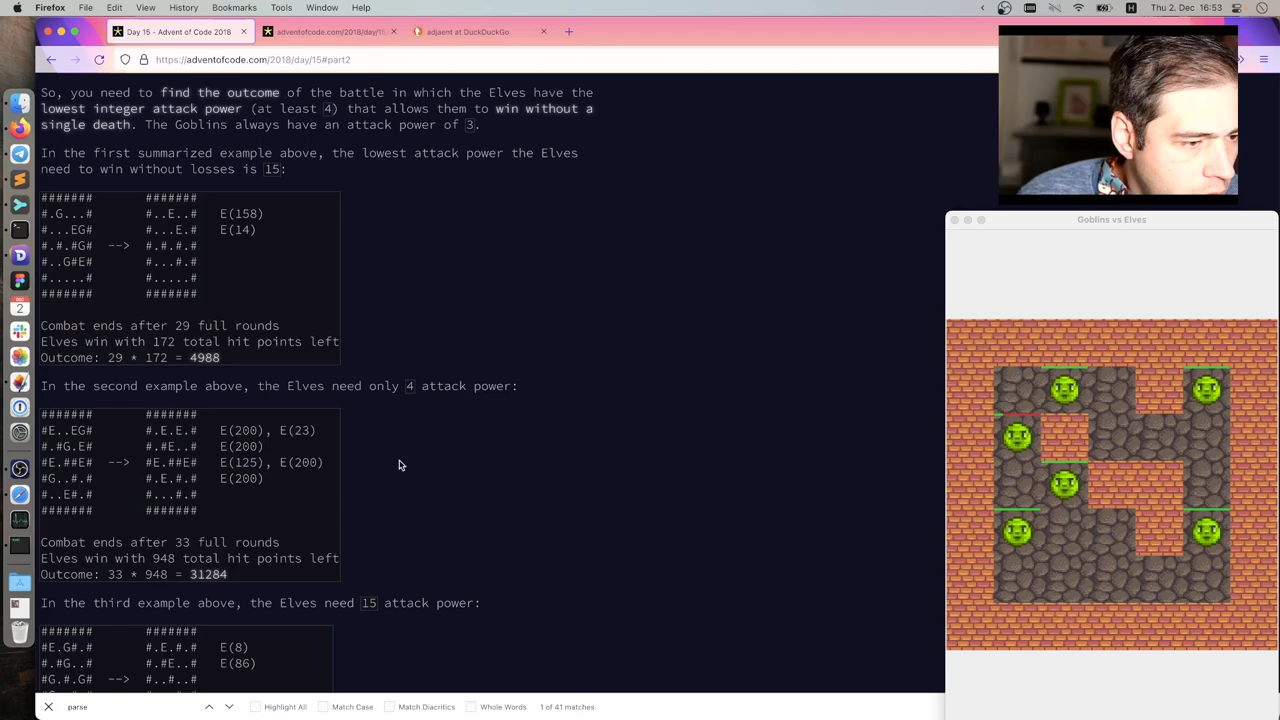 Firefox File Edit View History Bookmarks Tools Window Help Thu 2. Dec 16:53
Day 15 - Advent of Code 2018 adventofcode.com/2018/day/15 adjaent at DuckDuckGo
https://adventofcode.com/2018/day/15#part2
So, you need to find the outcome of the battle in which the Elves have the
lowest integer attack power (at least 4) that allows them to win without a
single death. The Goblins always have an attack power of 3.
In the first summarized example above, the lowest attack power the Elves
need to win without losses is 15:
####### #######
#.G...# #..E..# E(158)
#...EG# #...E.# E(14)
#.#.#G# --> #.#.#.#
#..G#E# #...#.#
#.....# #.....#
####### #######
Combat ends after 29 full rounds
Elves win with 172 total hit points left
Outcome: 29 * 172 = 4988
In the second example above, the Elves need only 4 attack power:
####### #######
#E..EG# #.E.E.# E(200), E(23)
#.#G.E# #.#E..# E(200)
#E.##E# --> #E.##E# E(125), E(200)
#G..#.# #.E.#.# E(200)
#..E#.# #...#.#
####### #######
Combat ends after 33 full rounds
Elves win with 948 total hit points left
Outcome: 33 * 948 = 31284
In the third example above, the Elves need 15 attack power:
####### #######
#E.G#.# #.E.#.# E(8)
#.#G..# #.#E..# E(86)
#G.#.G# --> #..#..#
parse Highlight All Match Case Match Diacritics Whole Words 1 of 41 matches
Goblins vs Elves
DEC
2